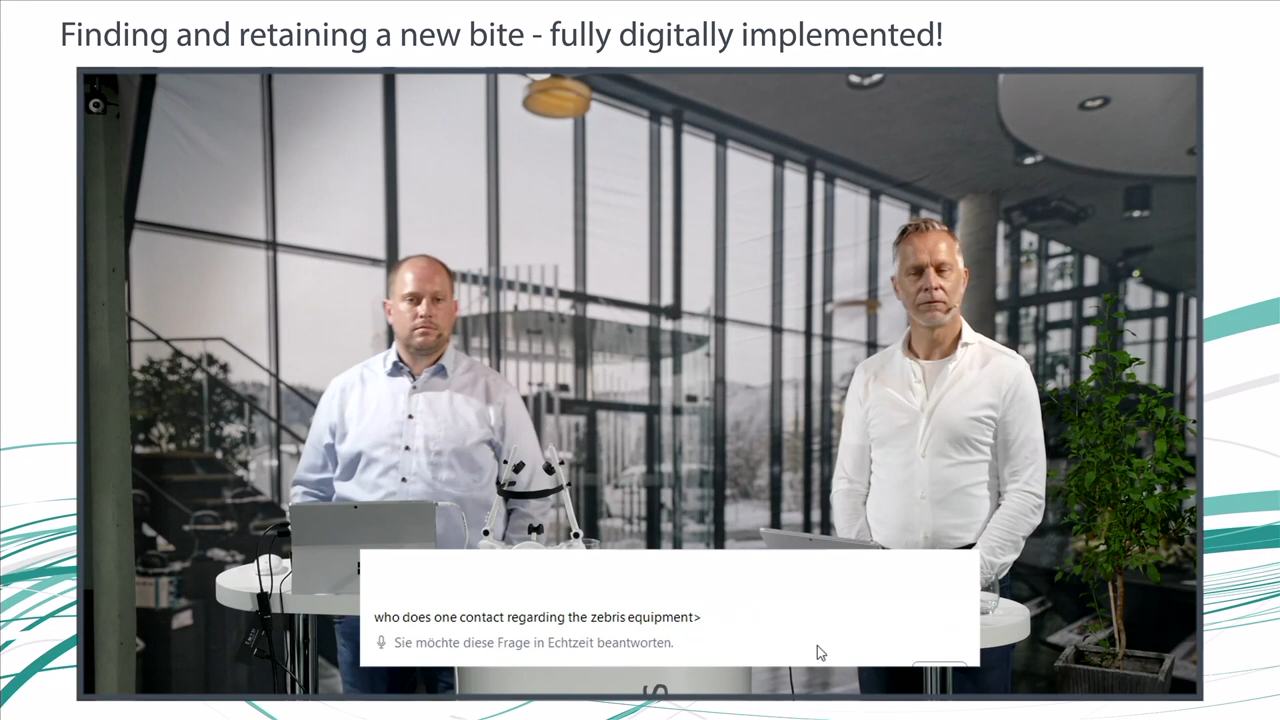 Finding and retaining a new bite - fully digitally implemented!
who does one contact regarding the zebris equipment>
Sie möchte diese Frage in Echtzeit beantworten.